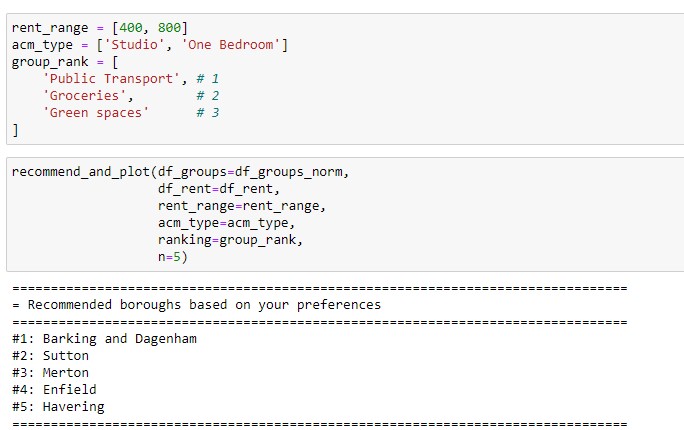 rent_range = [400, 800]
acm_type = ['Studio', 'One Bedroom']
group_rank = [
    'Public Transport', # 1
    'Groceries',        # 2
    'Green spaces'      # 3
]
recommend_and_plot(df_groups=df_groups_norm,
                   df_rent=df_rent,
                   rent_range=rent_range,
                   acm_type=acm_type,
                   ranking=group_rank,
                   n=5)
================================================================================
= Recommended boroughs based on your preferences
================================================================================
#1: Barking and Dagenham
#2: Sutton
#3: Merton
#4: Enfield
#5: Havering
================================================================================